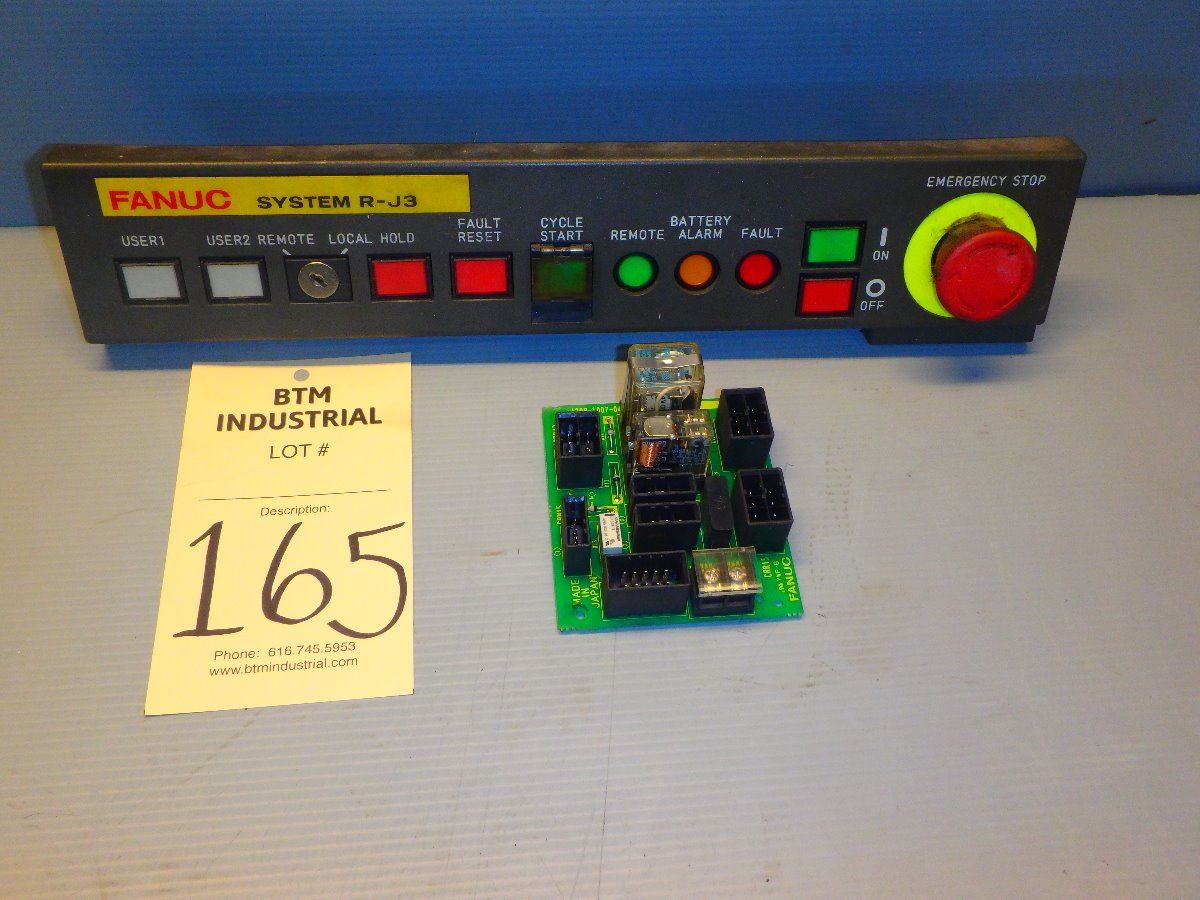 FANUC SYSTEM R-J3
EMERGENCY STOP
USER1 USER2 REMOTE LOCAL HOLD FAULT RESET CYCLE START REMOTE BATTERY ALARM FAULT
ON
OFF
BTM
INDUSTRIAL
LOT #
Description:
165
Phone: 616.745.5953
www.btmindustrial.com
MADE
IN
JAPAN
FANUC